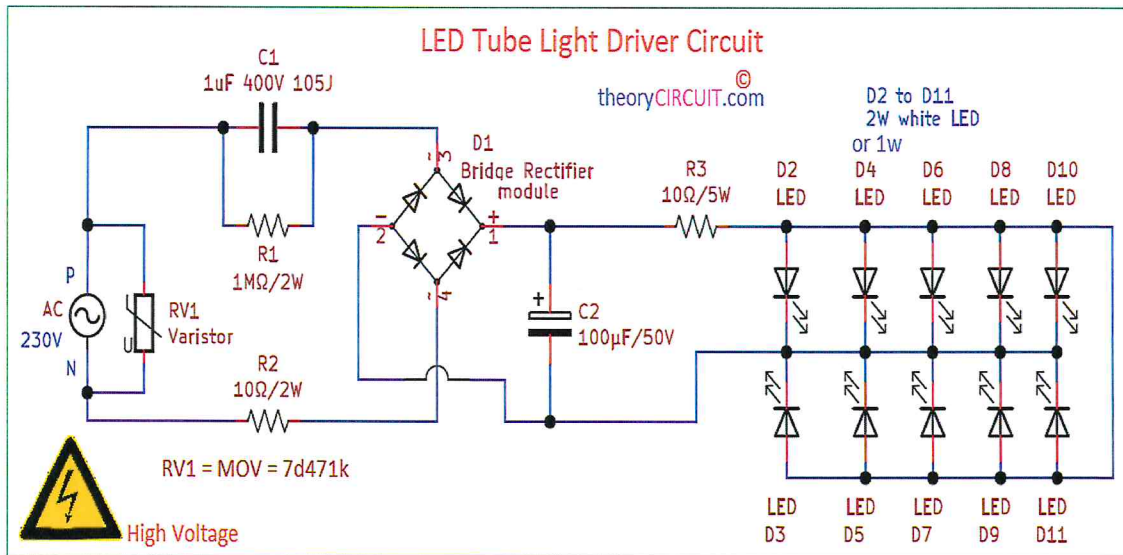 LED Tube Light Driver Circuit
©
theoryCIRCUIT.com
C1
1uF 400V 105J
D2 to D11
2W white LED
or 1w
D1
Bridge Rectifier
module
~ 3
- 2
+ 1
~ 4
R1
1MΩ/2W
R3
10Ω/5W
D2
LED
D4
LED
D6
LED
D8
LED
D10
LED
P
AC
230V
N
RV1
Varistor
U
R2
10Ω/2W
+
C2
100µF/50V
RV1 = MOV = 7d471k
High Voltage
LED
D3
LED
D5
LED
D7
LED
D9
LED
D11